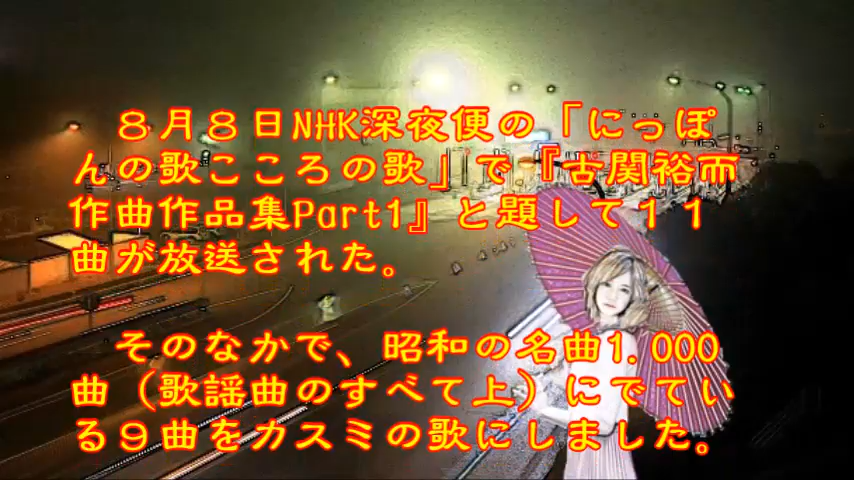 ８月８日NHK深夜便の「にっぽ
んの歌こころの歌」で『古関裕而
作曲作品集Part1』と題して１１
曲が放送された。
そのなかで、昭和の名曲1.000
曲（歌謡曲のすべて上）にでてい
る９曲をカスミの歌にしました。